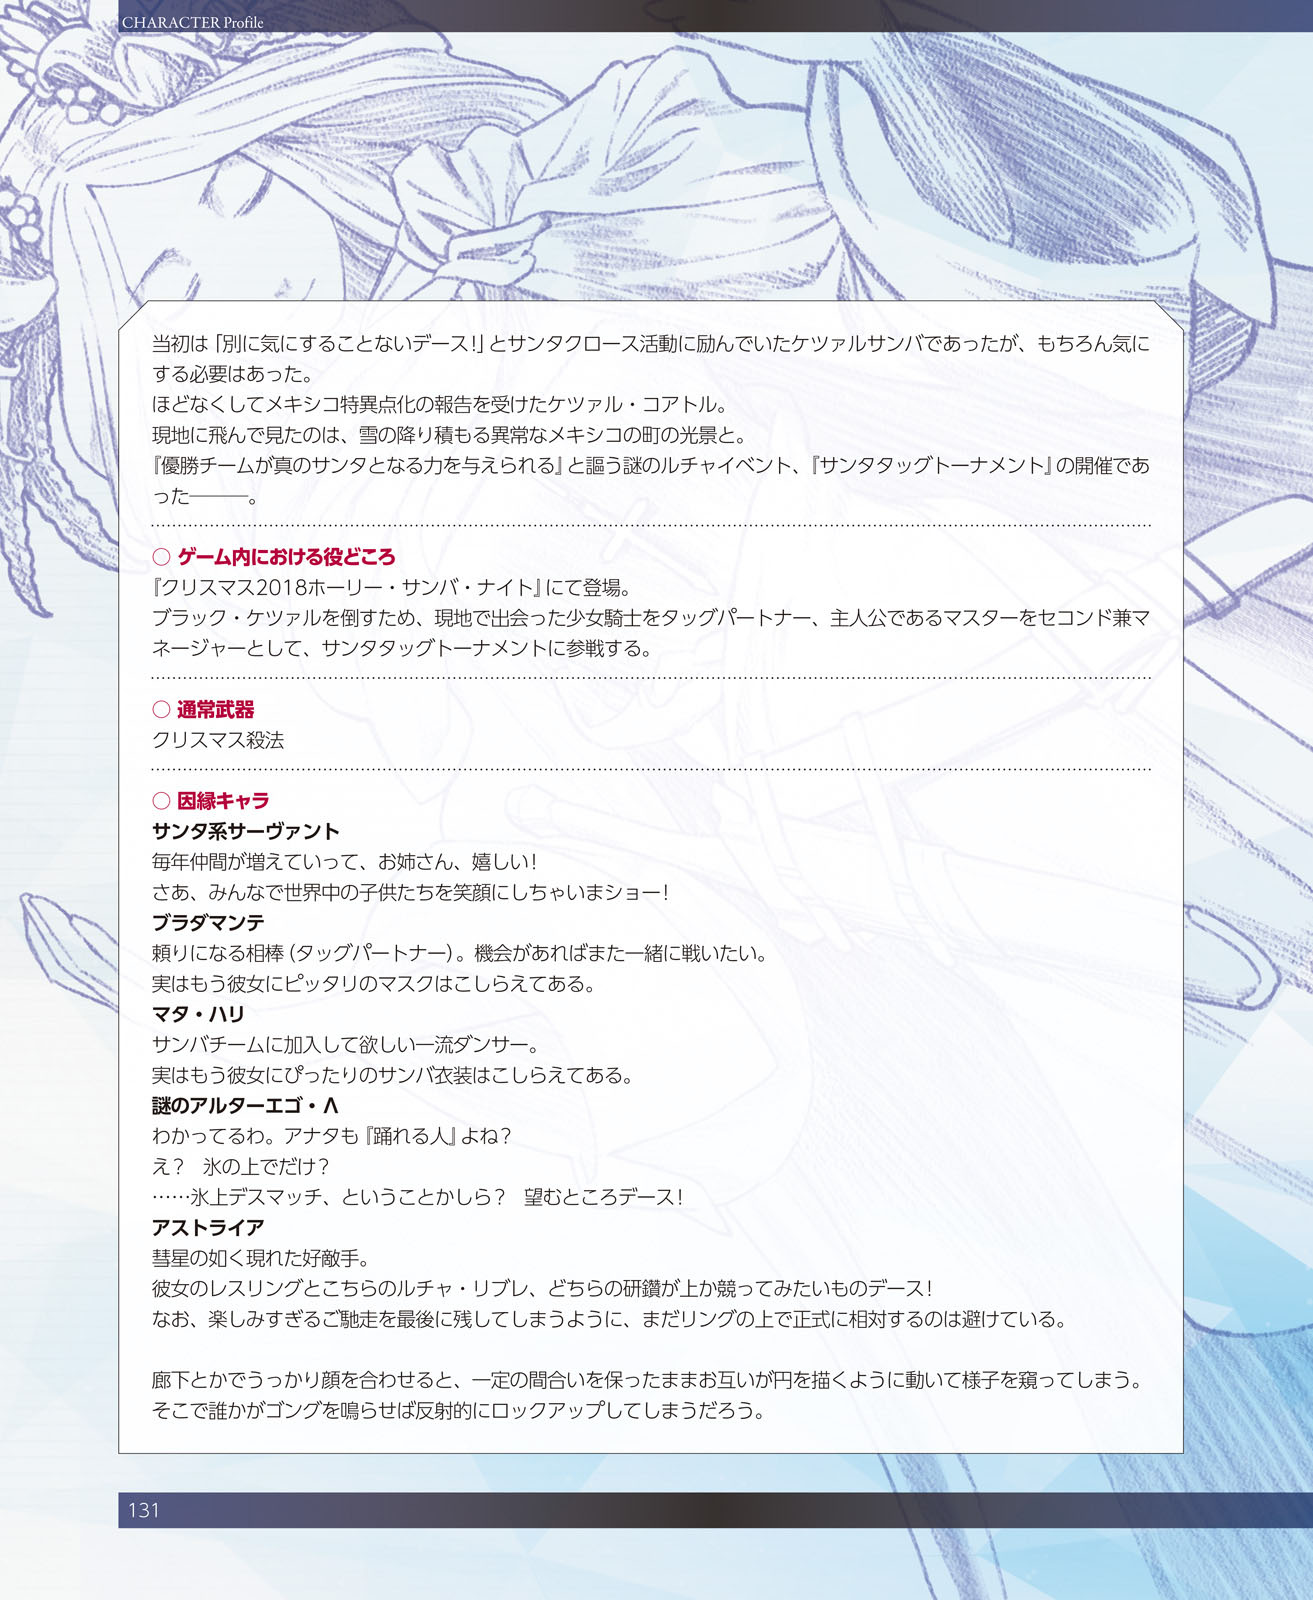 CHARACTER Profile
当初は「別に気にすることないデース！」とサンタクロース活動に励んでいたケツァルサンバであったが、もちろん気に
する必要はあった。
ほどなくしてメキシコ特異点化の報告を受けたケツァル・コアトル。
現地に飛んで見たのは、雪の降り積もる異常なメキシコの町の光景と。
『優勝チームが真のサンタとなる力を与えられる』と謳う謎のルチャイベント、『サンタタッグトーナメント』の開催であ
った———。
○ ゲーム内における役どころ
『クリスマス2018ホーリー・サンバ・ナイト』にて登場。
ブラック・ケツァルを倒すため、現地で出会った少女騎士をタッグパートナー、主人公であるマスターをセコンド兼マ
ネージャーとして、サンタタッグトーナメントに参戦する。
○ 通常武器
クリスマス殺法
○ 因縁キャラ
サンタ系サーヴァント
毎年仲間が増えていって、お姉さん、嬉しい！
さあ、みんなで世界中の子供たちを笑顔にしちゃいまショー！
ブラダマンテ
頼りになる相棒（タッグパートナー）。機会があればまた一緒に戦いたい。
実はもう彼女にピッタリのマスクはこしらえてある。
マタ・ハリ
サンバチームに加入して欲しい一流ダンサー。
実はもう彼女にぴったりのサンバ衣装はこしらえてある。
謎のアルターエゴ・Λ
わかってるわ。アナタも『踊れる人』よね？
え？　氷の上でだけ？
……氷上デスマッチ、ということかしら？　望むところデース！
アストライア
彗星の如く現れた好敵手。
彼女のレスリングとこちらのルチャ・リブレ、どちらの研鑽が上か競ってみたいものデース！
なお、楽しみすぎるご馳走を最後に残してしまうように、まだリングの上で正式に相対するのは避けている。
廊下とかでうっかり顔を合わせると、一定の間合いを保ったままお互いが円を描くように動いて様子を窺ってしまう。
そこで誰かがゴングを鳴らせば反射的にロックアップしてしまうだろう。
131